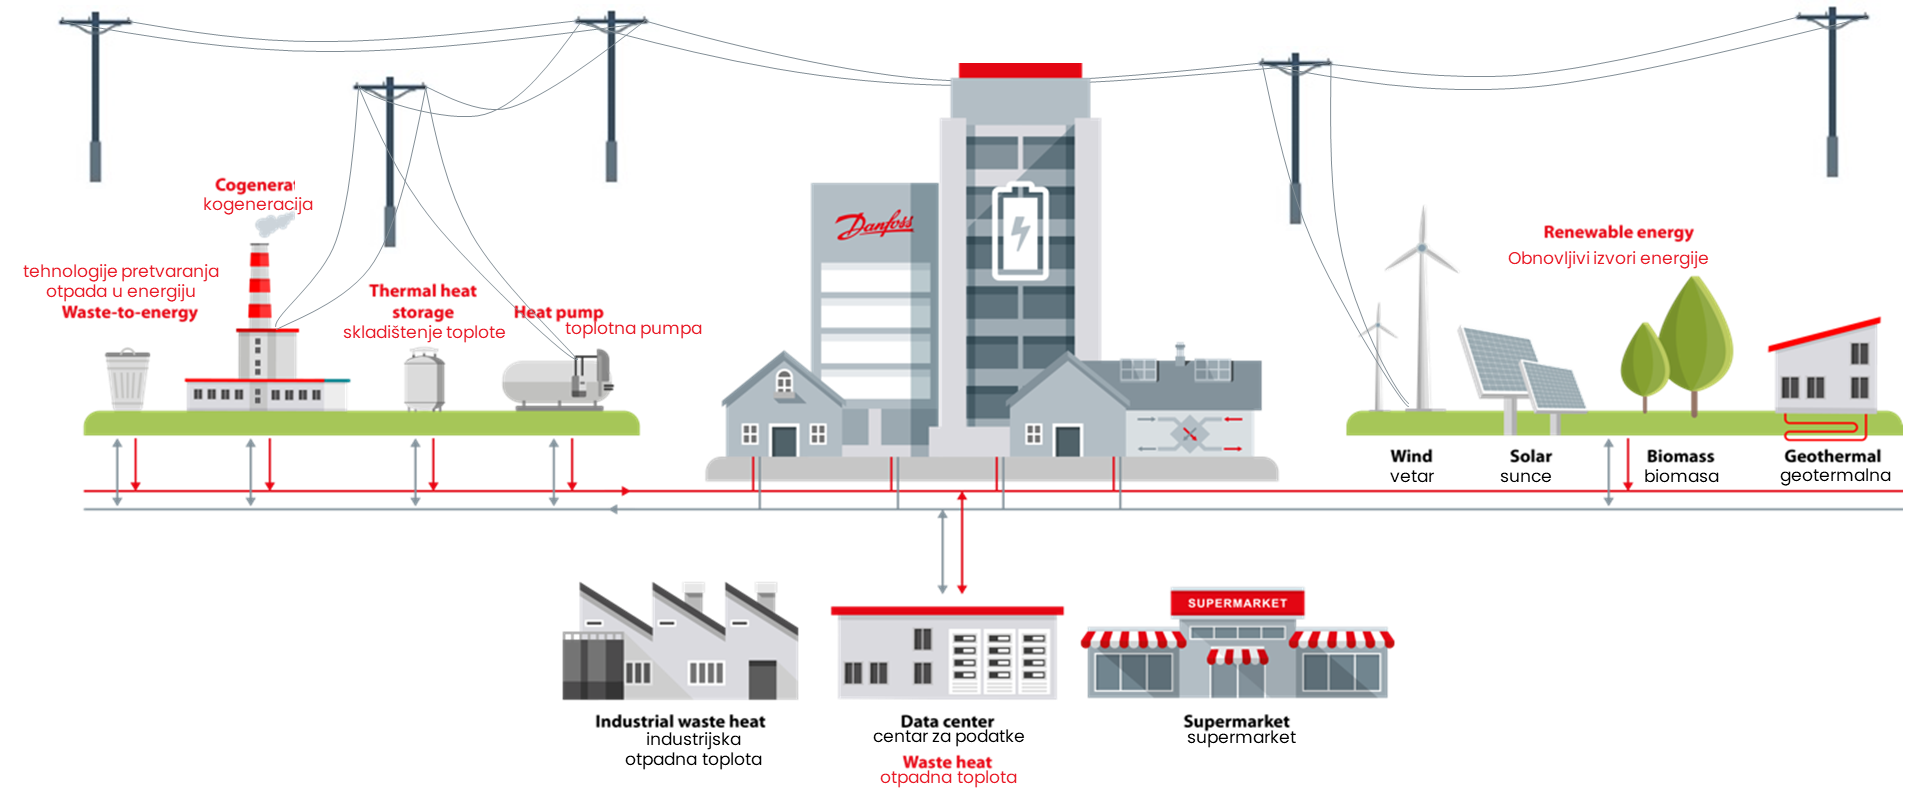 Cogenerat
kogeneracija
tehnologije pretvaranja
otpada u energiju
Waste-to-energy
Thermal heat
storage
skladištenje toplote
Heat pump
toplotna pumpa
Danfoss
Renewable energy
Obnovljivi izvori energije
Wind
vetar
Solar
sunce
Biomass
biomasa
Geothermal
geotermalna
SUPERMARKET
Industrial waste heat
industrijska
otpadna toplota
Data center
centar za podatke
Waste heat
otpadna toplota
Supermarket
supermarket